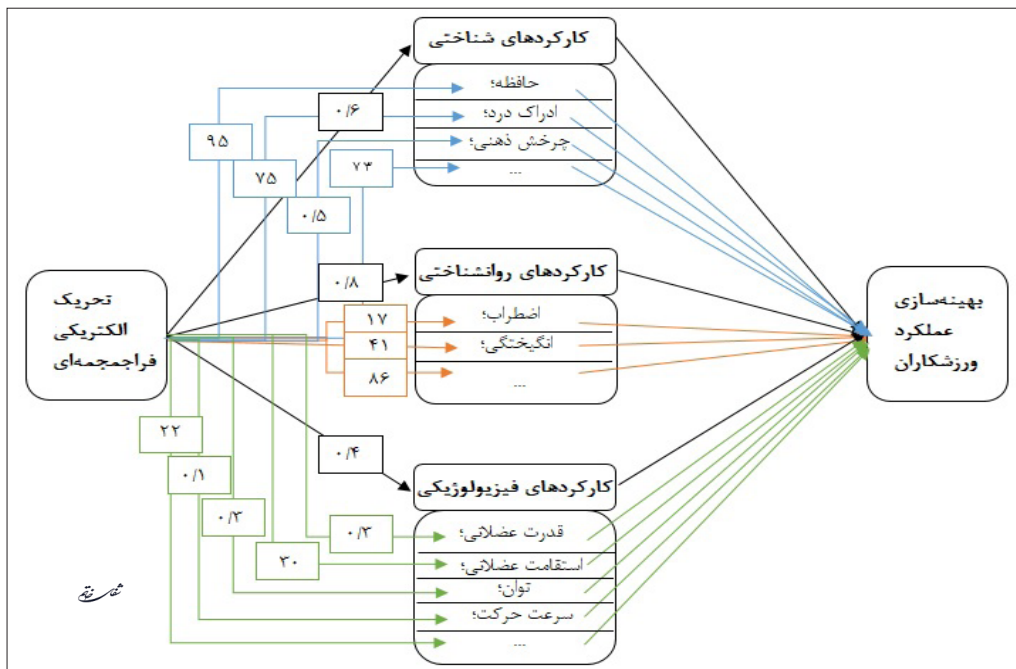 کارکردهای شناختی
حافظه؛
ادراک درد؛
چرخش ذهنی؛
...
۰/۶
۹۵
۷۵
۷۳
۰/۵
تحریک
الکتریکی
فراجمجمه‌ای
کارکردهای روانشناختی
اضطراب؛
انگیختگی؛
...
۰/۸
۱۷
۴۱
۸۶
بهینه‌سازی
عملکرد
ورزشکاران
کارکردهای فیزیولوژیکی
قدرت عضلانی؛
استقامت عضلانی؛
توان؛
سرعت حرکت؛
...
۰/۴
۲۲
۰/۱
۰/۳
۳۰
۰/۳